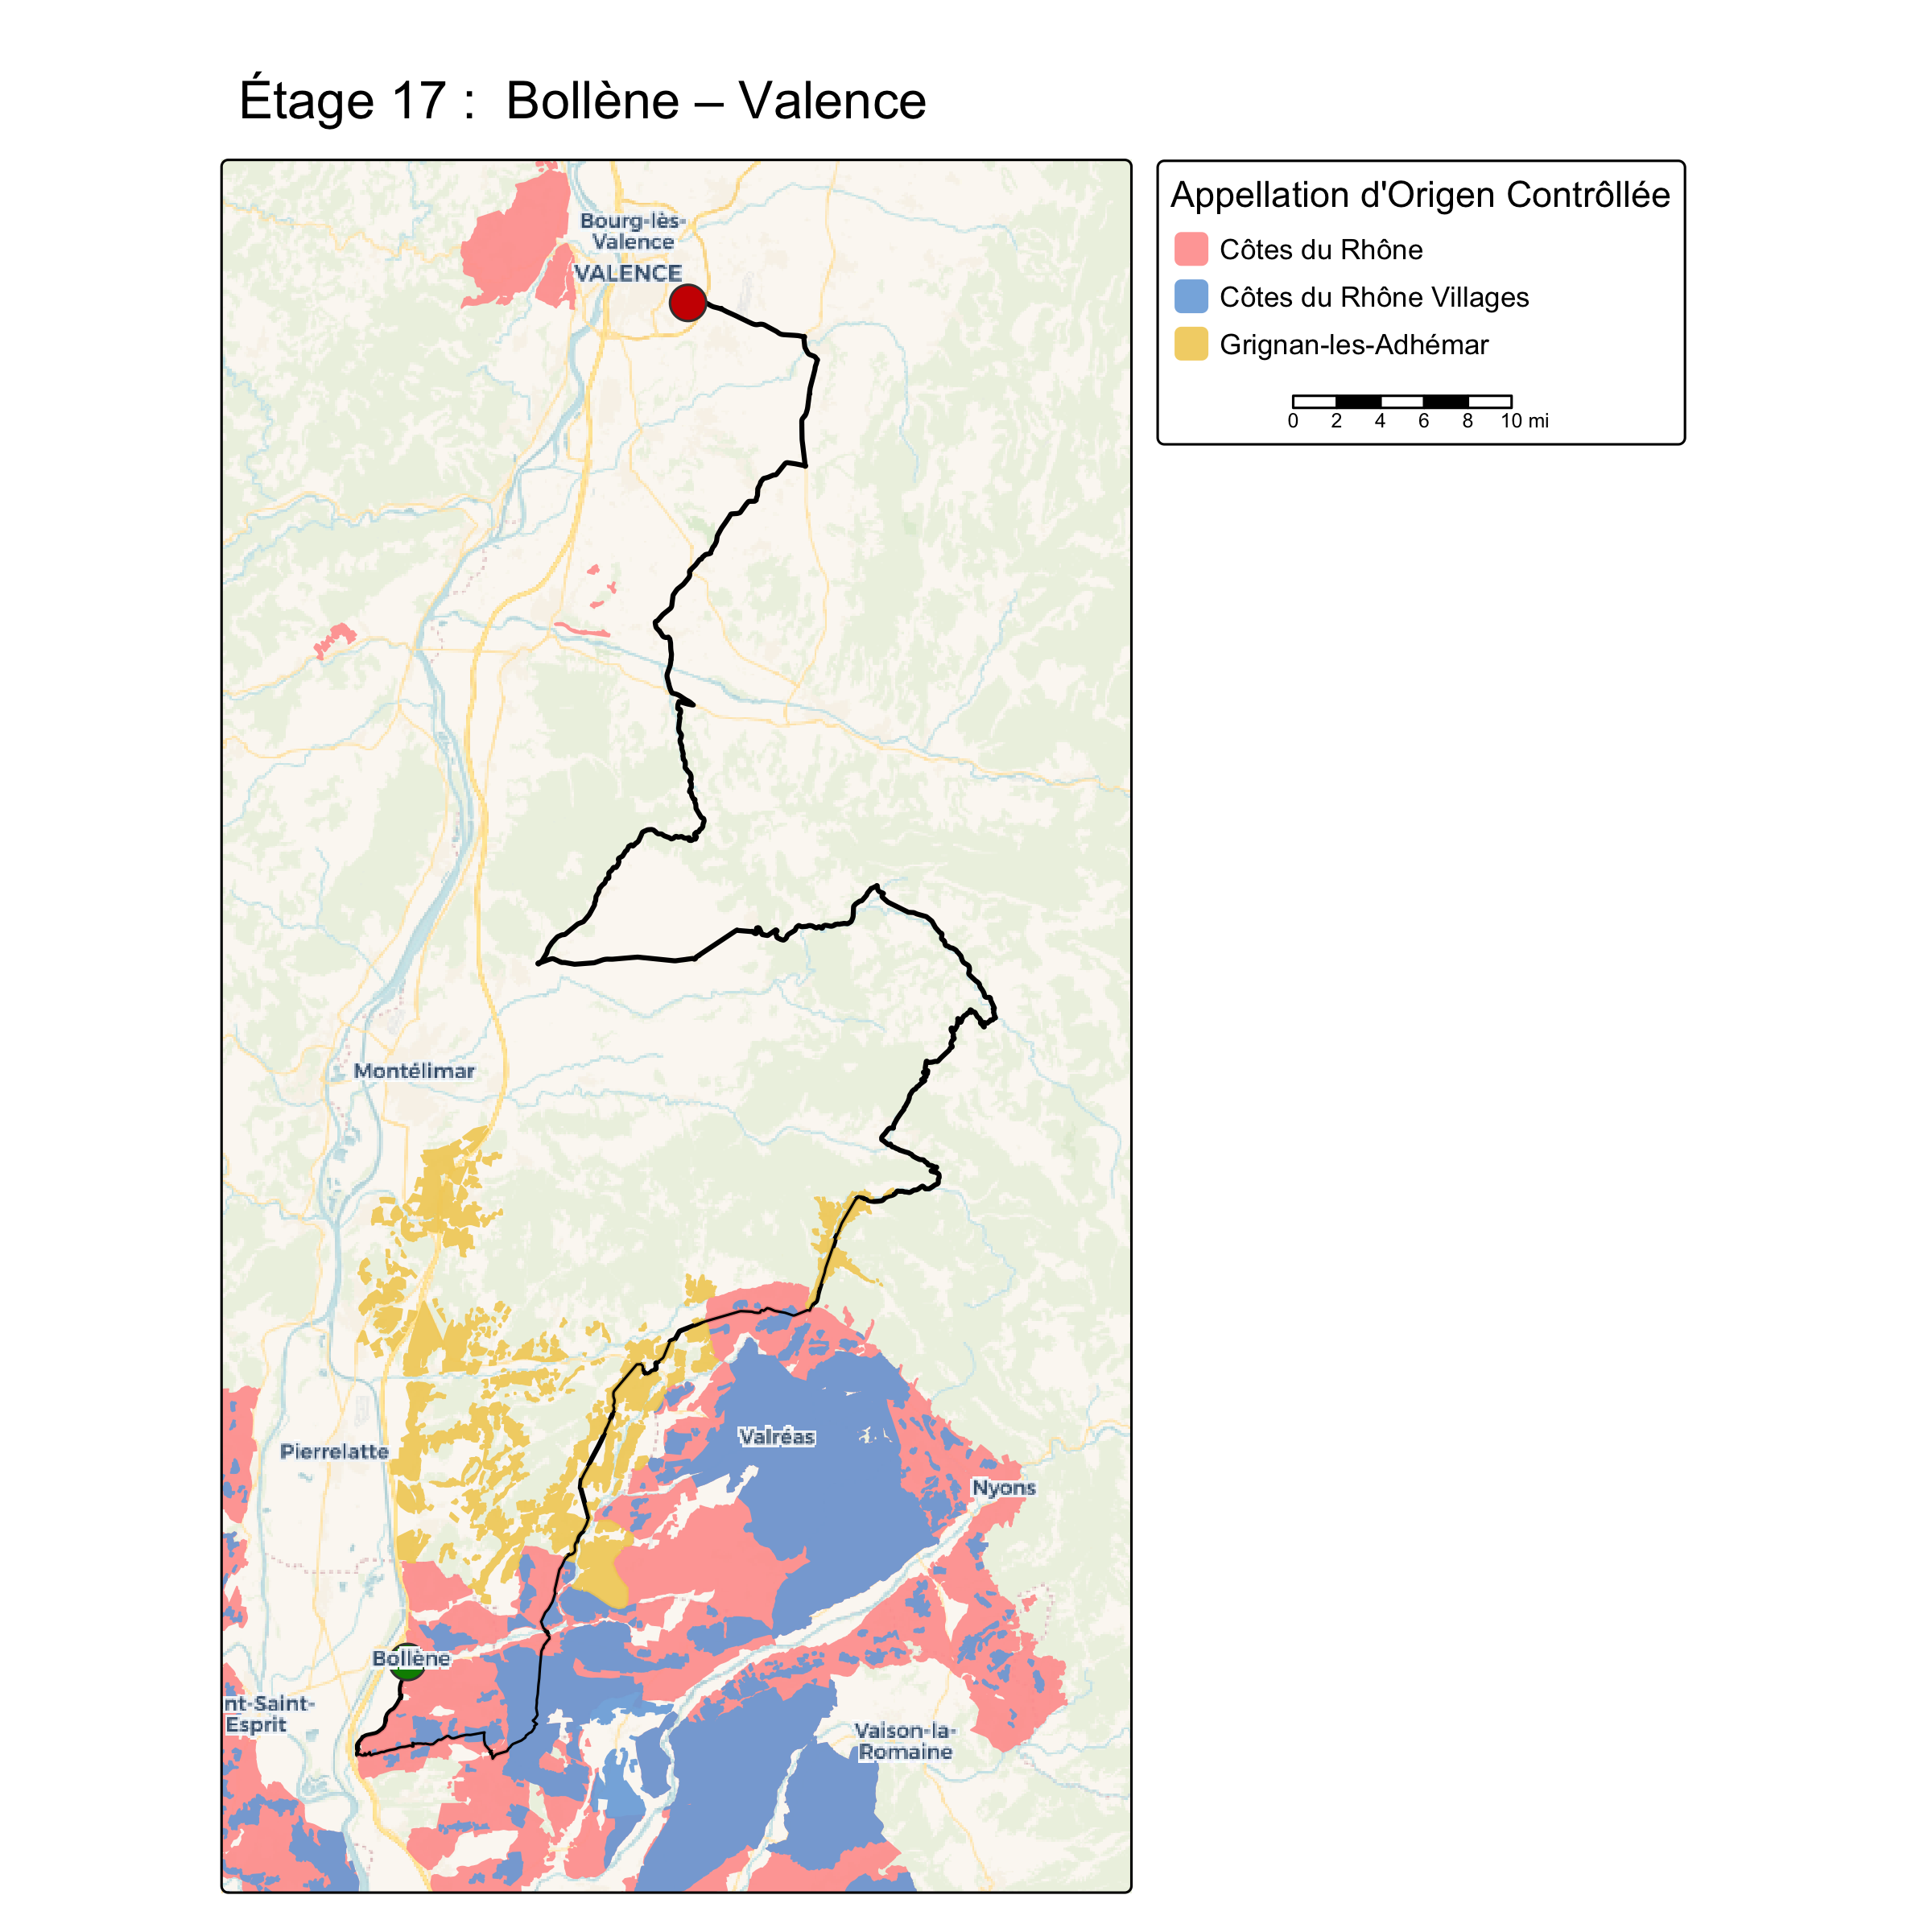 Étage 17 :  Bollène – Valence
Appellation d'Origen Contrôllée
Côtes du Rhône
Côtes du Rhône Villages
Grignan-les-Adhémar
0 2 4 6 8 10 mi
Bourg-lès-
Valence
VALENCE
Montélimar
Valréas
Pierrelatte
Nyons
Bollène
nt-Saint-
Esprit
Vaison-la-
Romaine